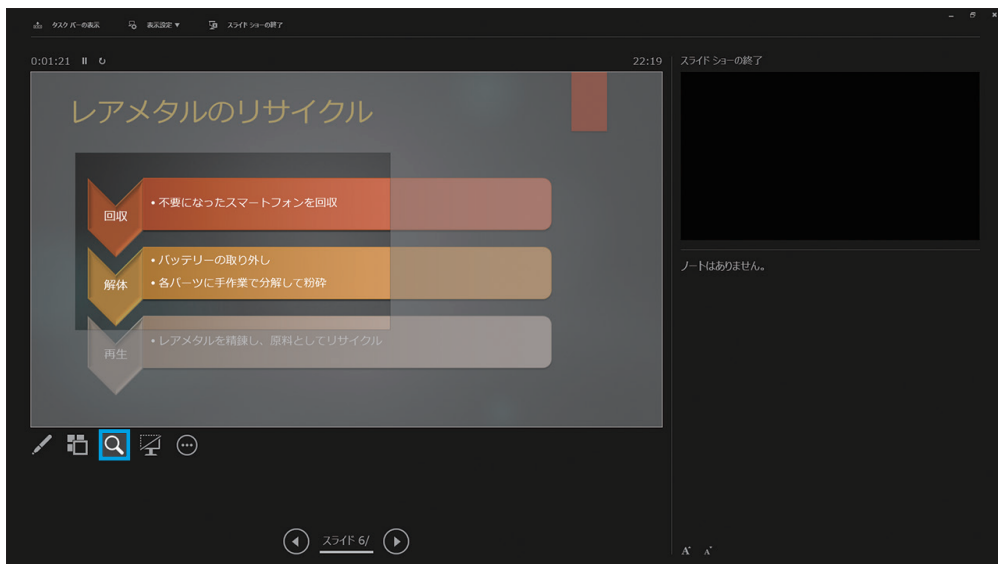 タスク バーの表示 表示設定 ▼ スライド ショーの終了
0:01:21 22:19 スライド ショーの終了
レアメタルのリサイクル
回収
• 不要になったスマートフォンを回収
解体
• バッテリーの取り外し
• 各パーツに手作業で分解して粉砕
再生
• レアメタルを精錬し、原料としてリサイクル
ノートはありません。
スライド 6/
A A